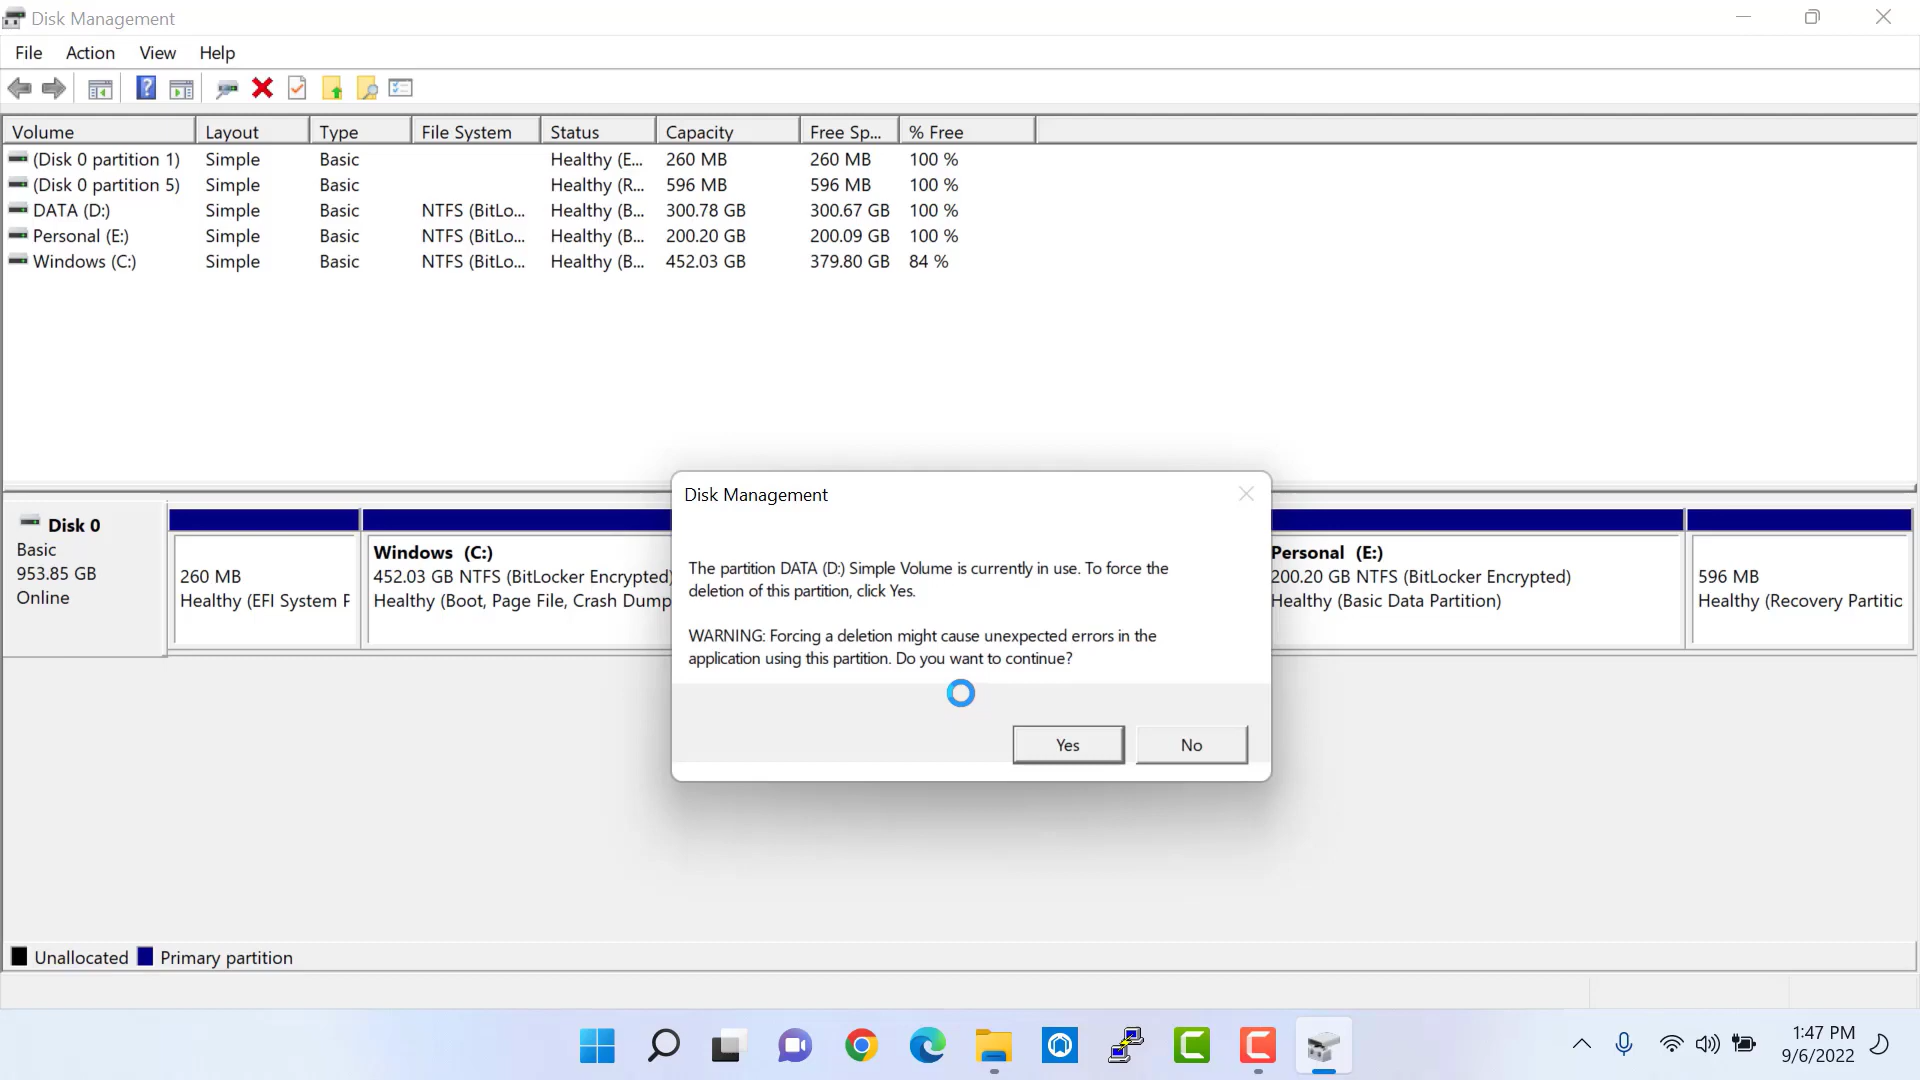 Disk Management
File Action View Help
Volume Layout Type File System Status Capacity Free Sp... % Free
(Disk 0 partition 1) Simple Basic Healthy (E... 260 MB 260 MB 100 %
(Disk 0 partition 5) Simple Basic Healthy (R... 596 MB 596 MB 100 %
DATA (D:) Simple Basic NTFS (BitLo... Healthy (B... 300.78 GB 300.67 GB 100 %
Personal (E:) Simple Basic NTFS (BitLo... Healthy (B... 200.20 GB 200.09 GB 100 %
Windows (C:) Simple Basic NTFS (BitLo... Healthy (B... 452.03 GB 379.80 GB 84 %
Disk 0
Basic
953.85 GB
Online
260 MB
Healthy (EFI System P
Windows (C:)
452.03 GB NTFS (BitLocker Encrypted)
Healthy (Boot, Page File, Crash Dump
Disk Management
The partition DATA (D:) Simple Volume is currently in use. To force the
deletion of this partition, click Yes.
WARNING: Forcing a deletion might cause unexpected errors in the
application using this partition. Do you want to continue?
Yes No
Personal (E:)
200.20 GB NTFS (BitLocker Encrypted)
Healthy (Basic Data Partition)
596 MB
Healthy (Recovery Partitic
Unallocated Primary partition
1:47 PM
9/6/2022